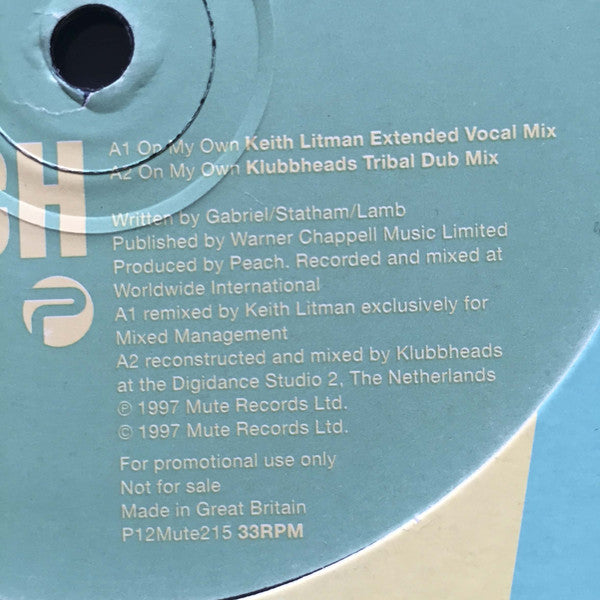 A1 On My Own Keith Litman Extended Vocal Mix
A2 On My Own Klubbheads Tribal Dub Mix
CH
Written by Gabriel/Statham/Lamb
Published by Warner Chappell Music Limited
Produced by Peach. Recorded and mixed at
Worldwide International
A1 remixed by Keith Litman exclusively for
Mixed Management
A2 reconstructed and mixed by Klubbheads
at the Digidance Studio 2, The Netherlands
℗ 1997 Mute Records Ltd.
© 1997 Mute Records Ltd.
For promotional use only
Not for sale
Made in Great Britain
P12Mute215 33RPM
P